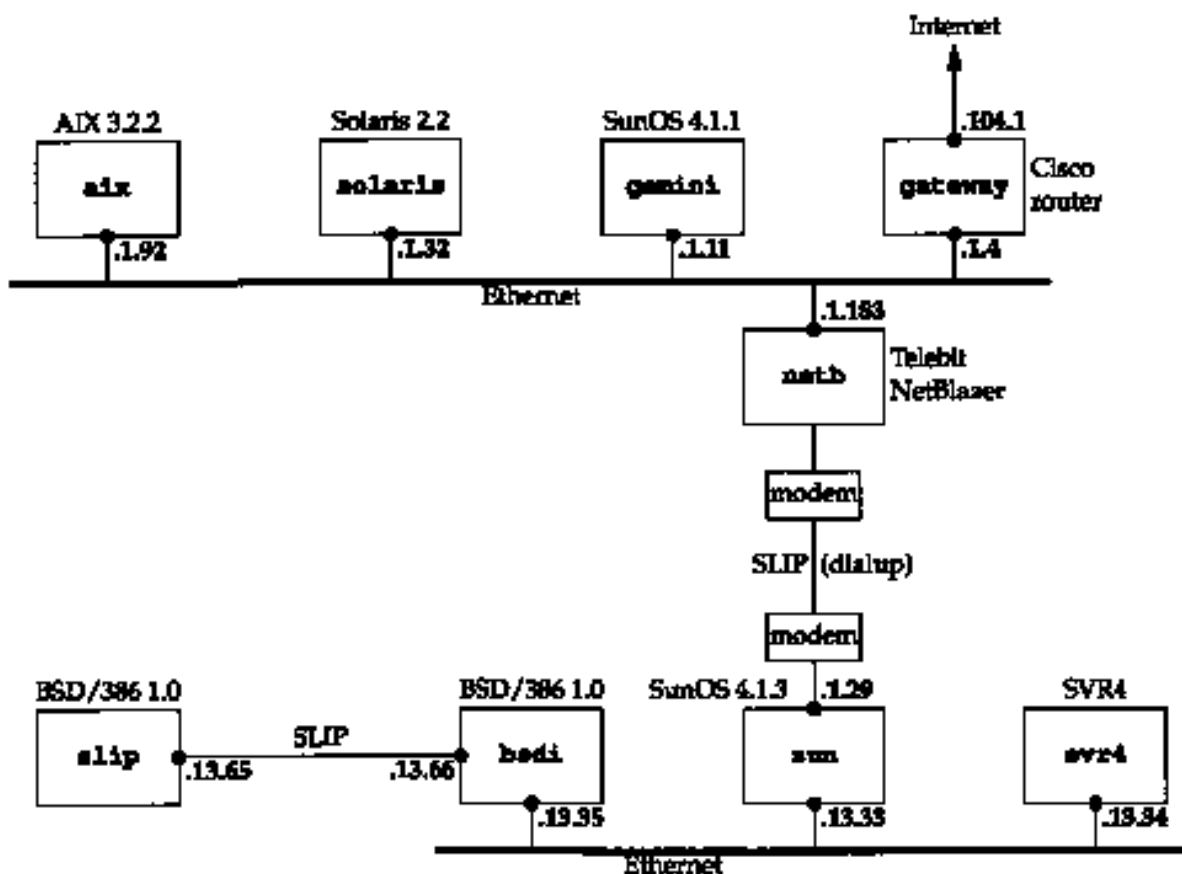 Internet
AIX 3.2.2
Solaris 2.2
SunOS 4.1.1
.104.1
aix
solaris
gemini
gateway
Cisco
router
.1.92
.1.32
.1.11
.1.4
Ethernet
.1.183
netb
Telebit
NetBlazer
modem
SLIP (dialup)
modem
BSD/386 1.0
BSD/386 1.0
SunOS 4.1.3
.1.29
SVR4
slip
SLIP
bsdi
sun
svr4
.13.65
.13.66
.13.35
.13.33
.13.34
Ethernet